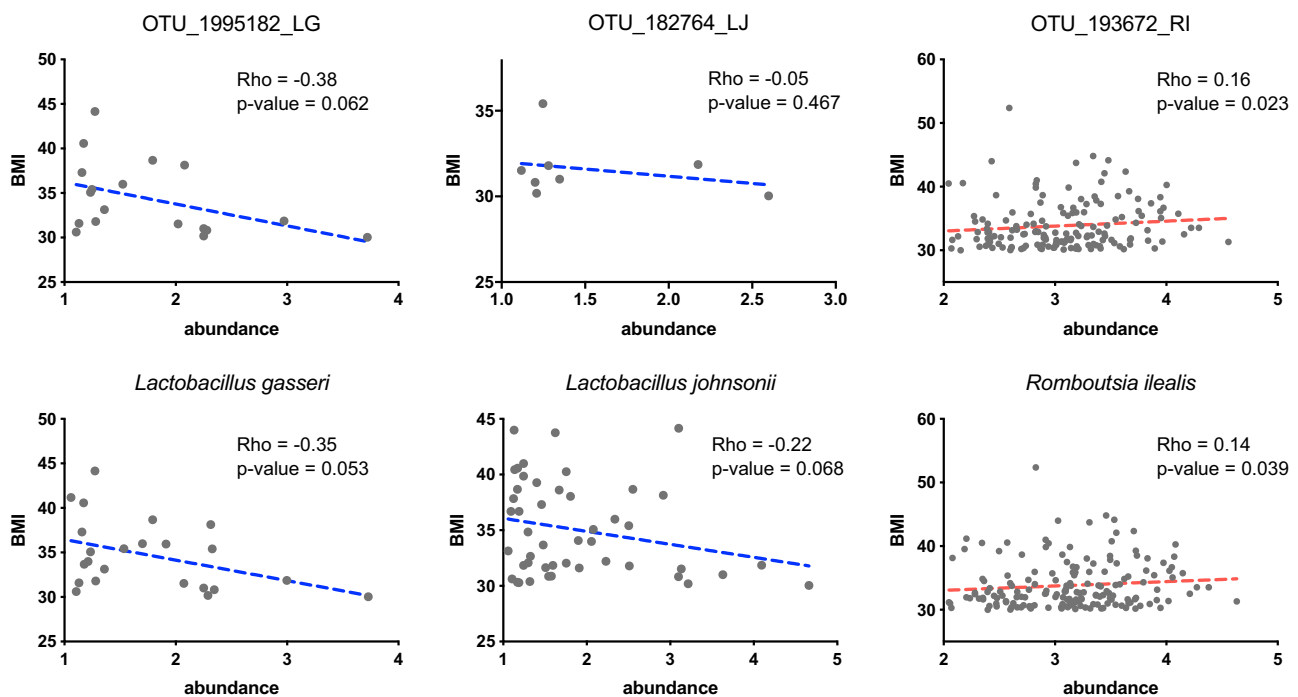 OTU_1995182_LG
50
45
40
35
30
25
BMI
Rho = -0.38
p-value = 0.062
1
2
3
4
abundance
OTU_182764_LJ
35
30
25
BMI
Rho = -0.05
p-value = 0.467
1.0
1.5
2.0
2.5
3.0
abundance
OTU_193672_RI
60
50
40
30
BMI
Rho = 0.16
p-value = 0.023
2
3
4
5
abundance
Lactobacillus gasseri
50
45
40
35
30
25
BMI
Rho = -0.35
p-value = 0.053
1
2
3
4
abundance
Lactobacillus johnsonii
45
40
35
30
25
BMI
Rho = -0.22
p-value = 0.068
1
2
3
4
5
abundance
Romboutsia ilealis
60
50
40
30
BMI
Rho = 0.14
p-value = 0.039
2
3
4
5
abundance